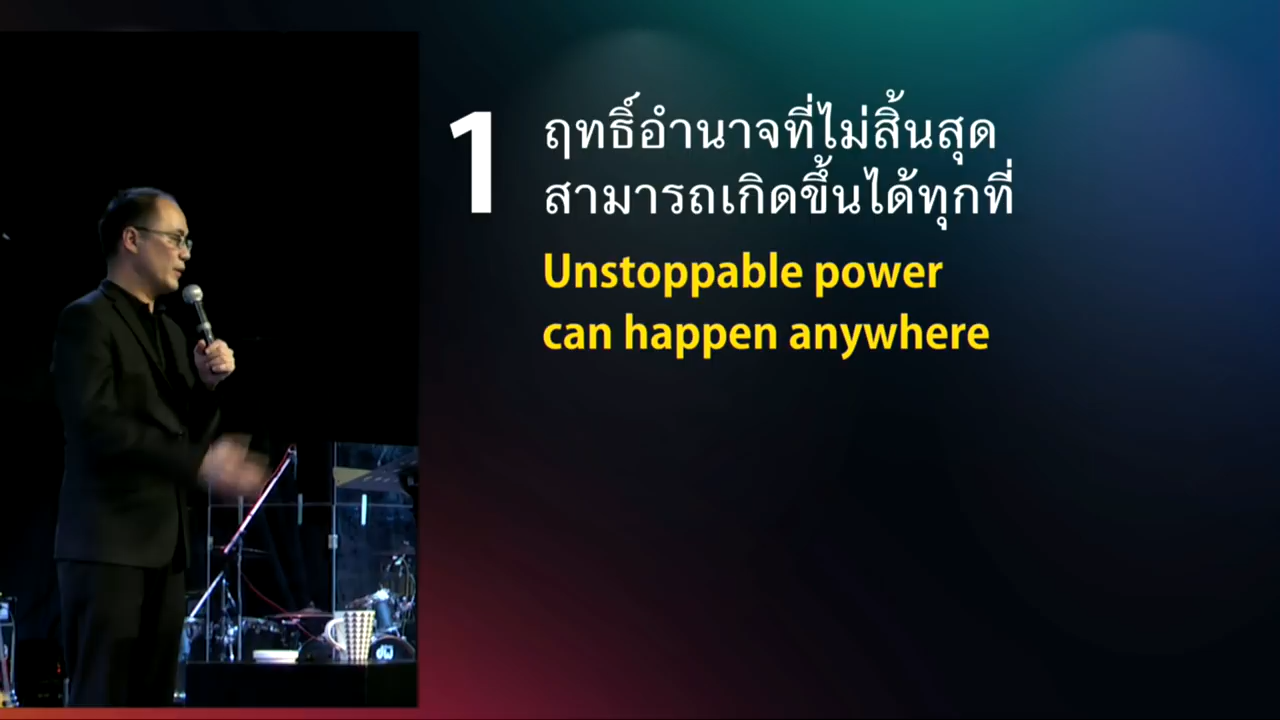 1
ฤทธิ์อำนาจที่ไม่สิ้นสุด
สามารถเกิดขึ้นได้ทุกที่
Unstoppable power
can happen anywhere
dw